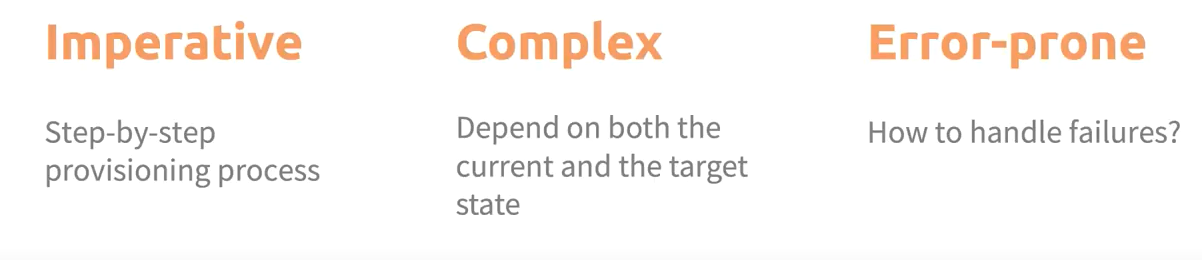 Imperative
Step-by-step
provisioning process
Complex
Depend on both the
current and the target
state
Error-prone
How to handle failures?